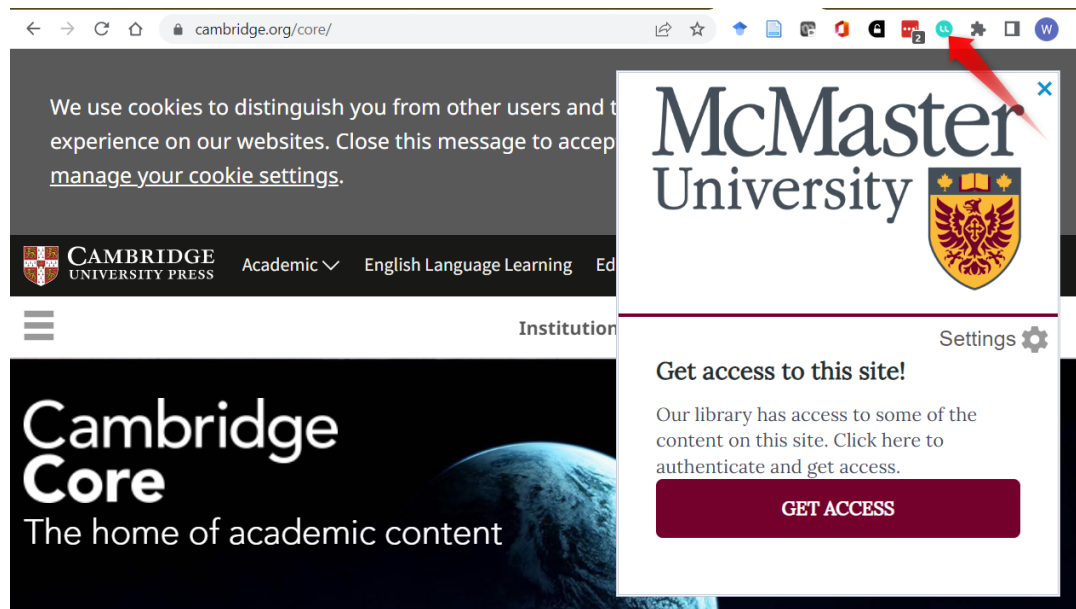 cambridge.org/core/
2
W
We use cookies to distinguish you from other users and t
experience on our websites. Close this message to accep
manage your cookie settings.
CAMBRIDGE
UNIVERSITY PRESS
Academic
English Language Learning
Ed
Institution
Cambridge
Core
The home of academic content
McMaster
University
Settings
Get access to this site!
Our library has access to some of the
content on this site. Click here to
authenticate and get access.
GET ACCESS